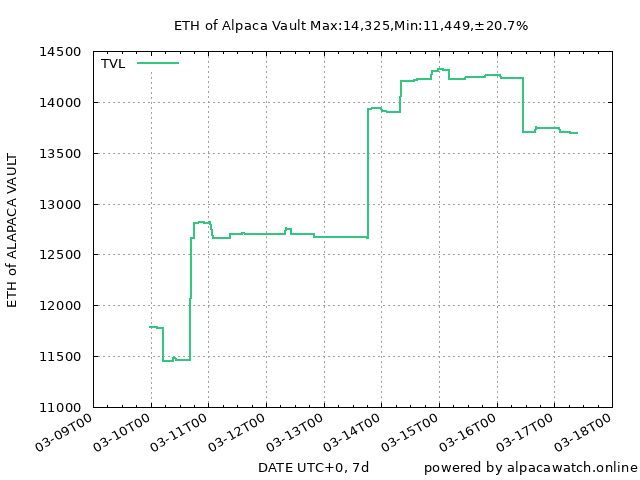 ETH of Alpaca Vault Max:14,325,Min:11,449,±20.7%
TVL
14500
14000
13500
13000
12500
12000
11500
11000
ETH of ALAPACA VAULT
03-09T00
03-10T00
03-11T00
03-12T00
03-13T00
03-14T00
03-15T00
03-16T00
03-17T00
03-18T00
DATE UTC+0, 7d
powered by alpacawatch.online